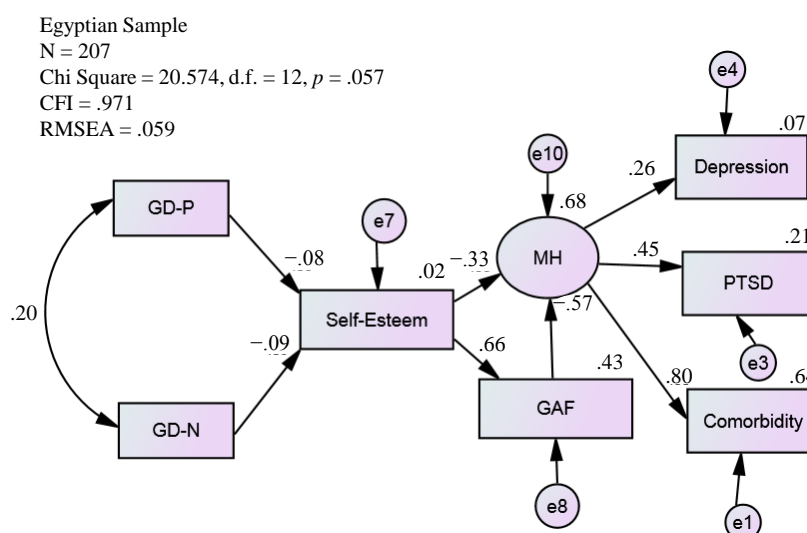 Egyptian Sample
N = 207
Chi Square = 20.574, d.f. = 12, p = .057
CFI = .971
RMSEA = .059
e4
.07
Depression
e10
.26
.68
GD-P
e7
.21
−.08
.02
−.33
MH
.45
PTSD
.20
Self-Esteem
−.57
−.09
.66
.43
e3
.80
GAF
Comorbidity
GD-N
e8
e1